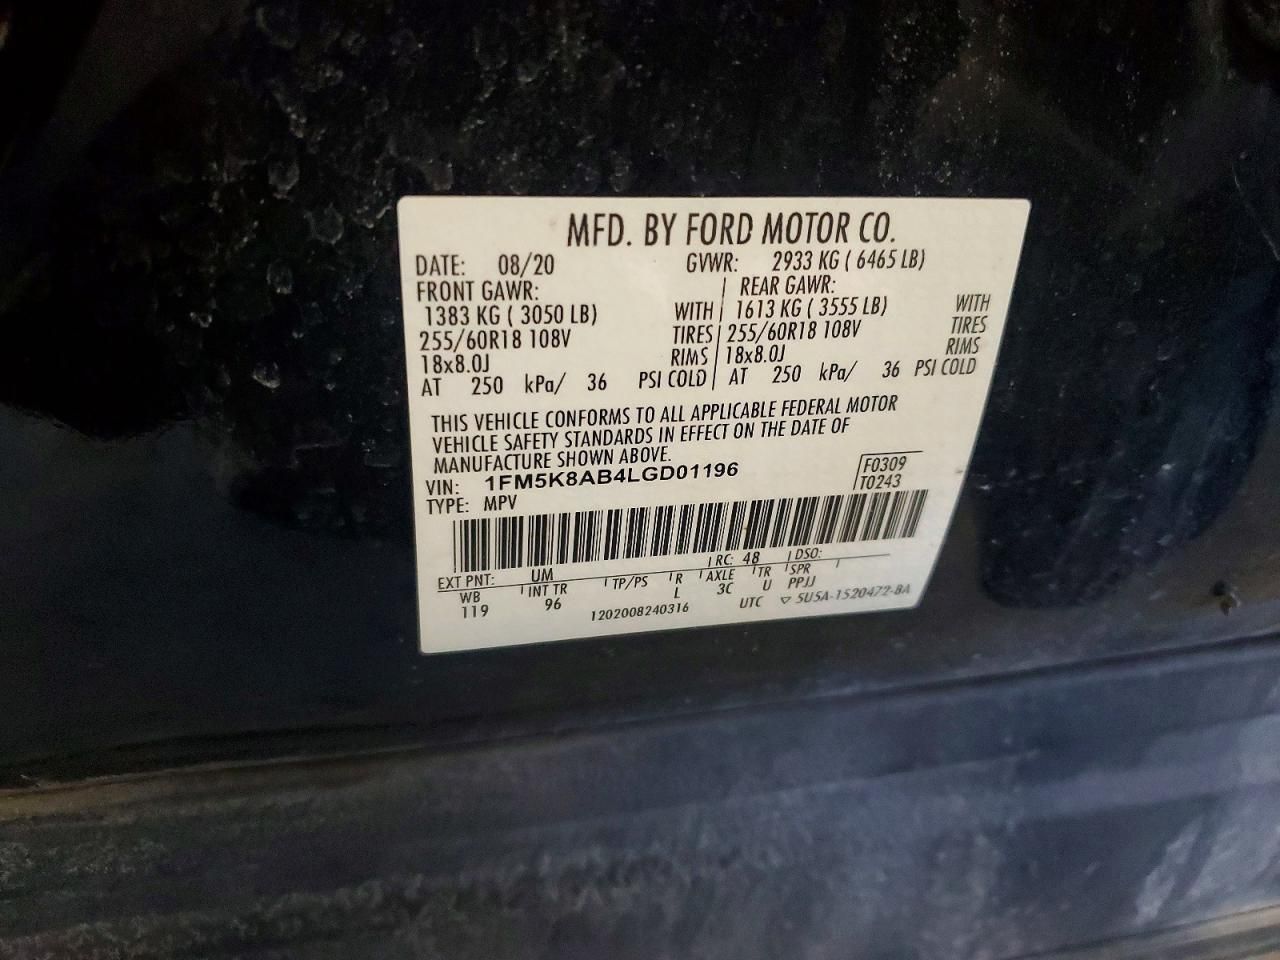 MFD. BY FORD MOTOR CO.
DATE: 08/20 GVWR: 2933 KG ( 6465 LB)
FRONT GAWR: REAR GAWR:
1383 KG ( 3050 LB) WITH 1613 KG ( 3555 LB) WITH
255/60R18 108V TIRES 255/60R18 108V TIRES
18x8.0J RIMS 18x8.0J RIMS
AT 250 kPa/ 36 PSI COLD AT 250 kPa/ 36 PSI COLD
THIS VEHICLE CONFORMS TO ALL APPLICABLE FEDERAL MOTOR
VEHICLE SAFETY STANDARDS IN EFFECT ON THE DATE OF
MANUFACTURE SHOWN ABOVE.
VIN: 1FM5K8AB4LGD01196 F0309
TYPE: MPV T0243
EXT PNT: UM RC: 48 DSO:
WB INT TR TP/PS R AXLE TR SPR
119 96 L 3C U PPJJ
1202008240316 UTC ▽ 5U5A-1520472-BA